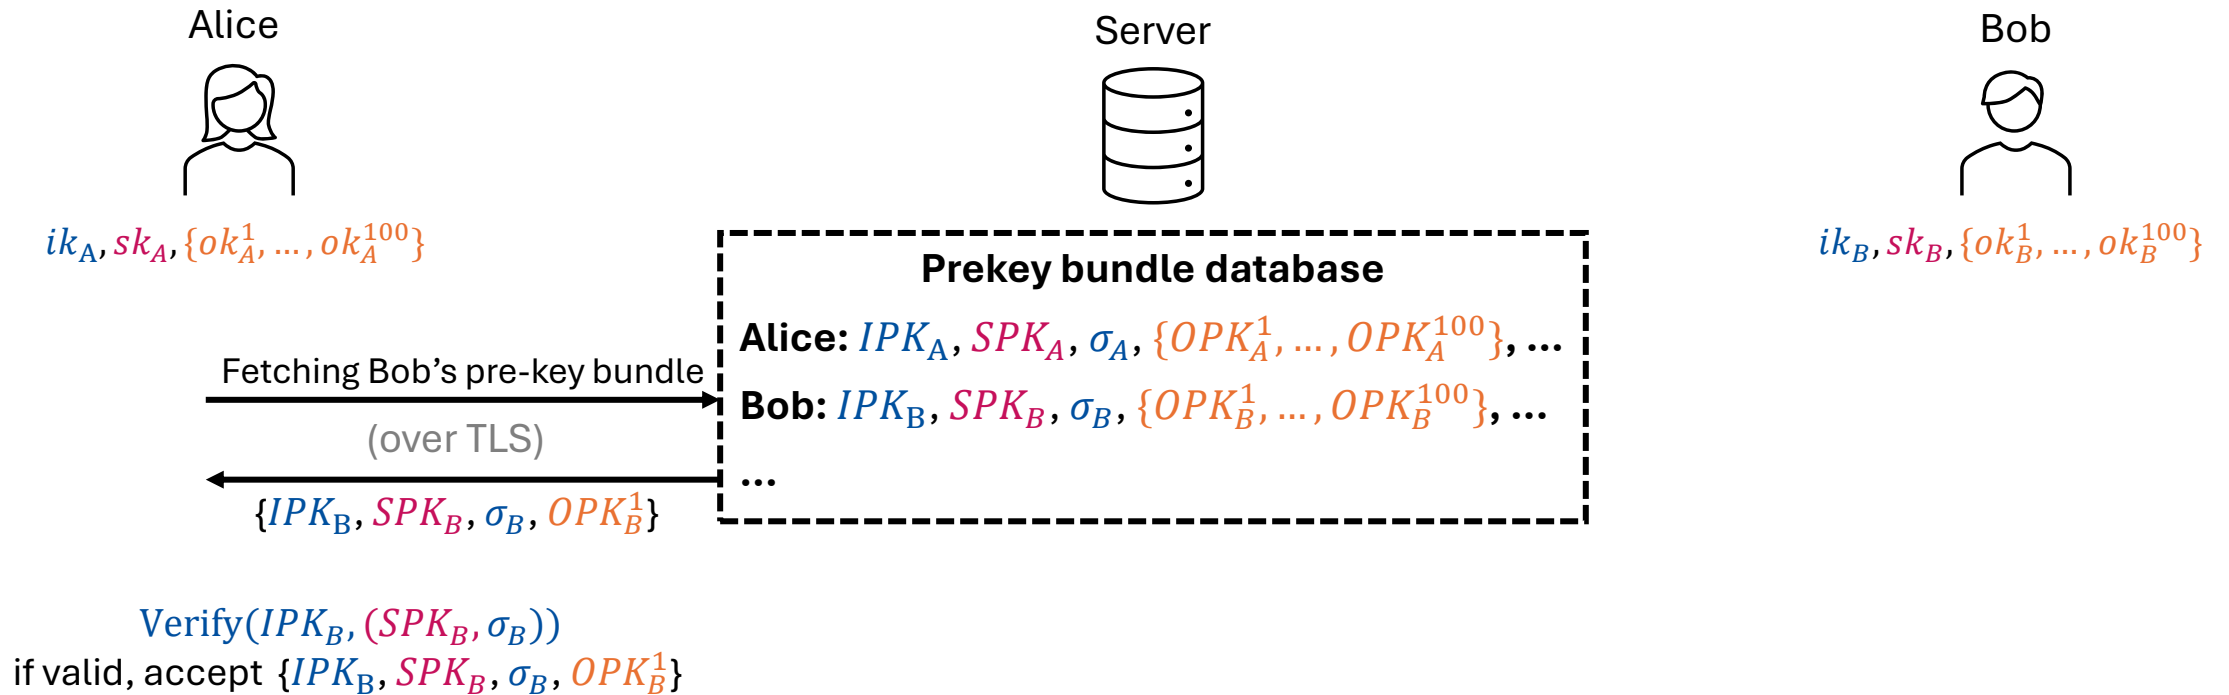 Alice
Server
Bob
ik_A, sk_A, {ok_A^1, ..., ok_A^100}
ik_B, sk_B, {ok_B^1, ..., ok_B^100}
Prekey bundle database
Alice: IPK_A, SPK_A, σ_A, {OPK_A^1, ..., OPK_A^100}, ...
Fetching Bob's pre-key bundle
Bob: IPK_B, SPK_B, σ_B, {OPK_B^1, ..., OPK_B^100}, ...
(over TLS)
...
{IPK_B, SPK_B, σ_B, OPK_B^1}
Verify(IPK_B, (SPK_B, σ_B))
if valid, accept {IPK_B, SPK_B, σ_B, OPK_B^1}